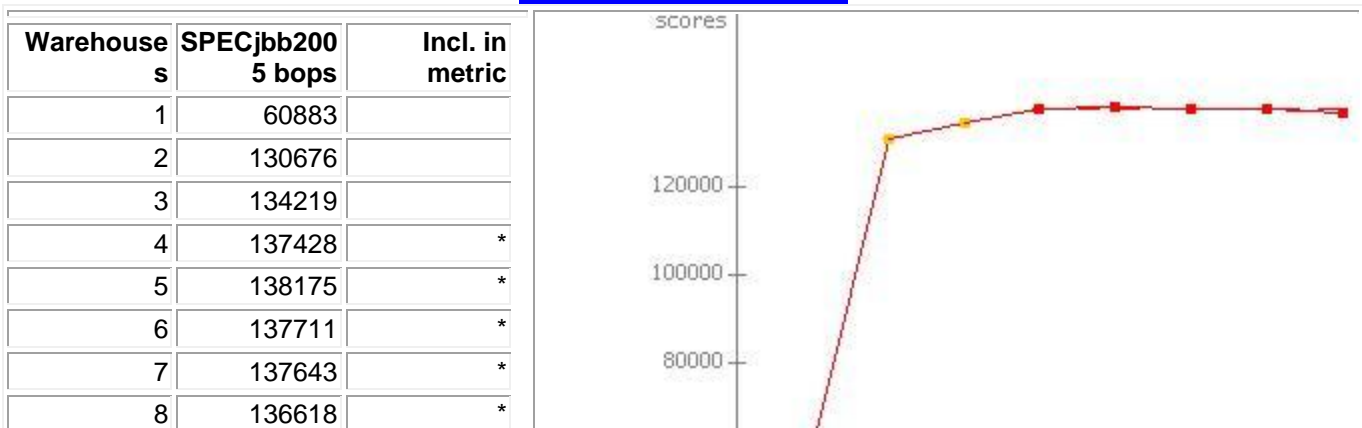 Warehouse SPECjbb200 Incl. in
s 5 bops metric
1 60883
2 130676
3 134219
4 137428 *
5 138175 *
6 137711 *
7 137643 *
8 136618 *
scores
120000
100000
80000